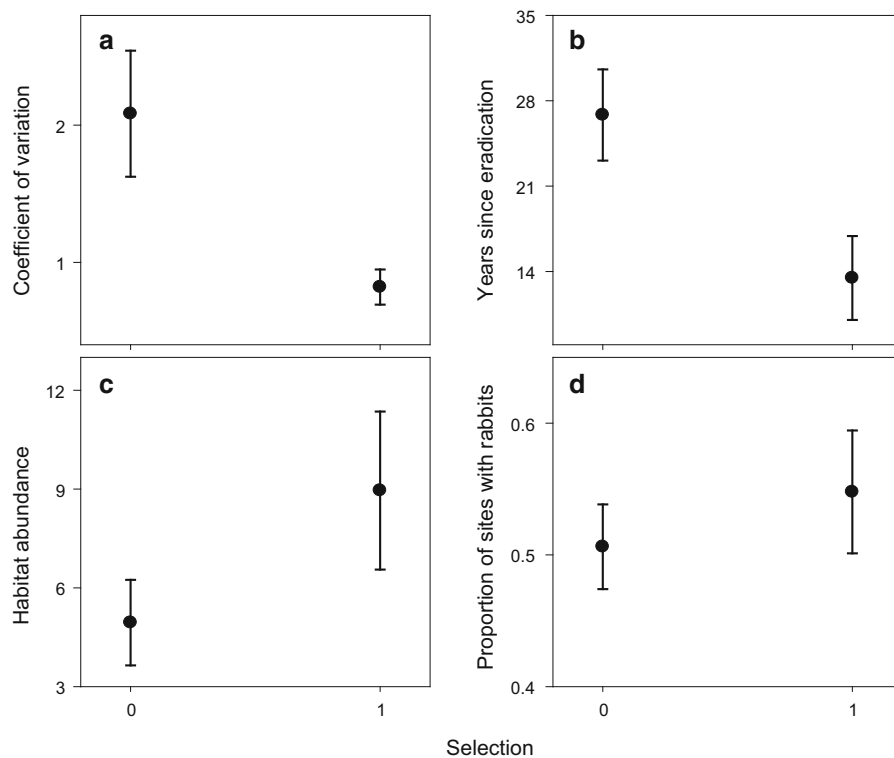 a
Coefficient of variation
2
1
b
Years since eradication
35
28
21
14
c
Habitat abundance
12
9
6
3
0
1
d
Proportion of sites with rabbits
0.6
0.5
0.4
0
1
Selection